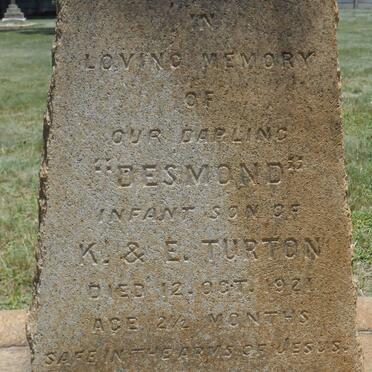 IN
LOVING MEMORY
OF
OUR DARLING
"DESMOND"
INFANT SON OF
K. & E. TURTON
DIED 12. OCT. 1921
AGE 2½ MONTHS
SAFE IN THE ARMS OF JESUS.